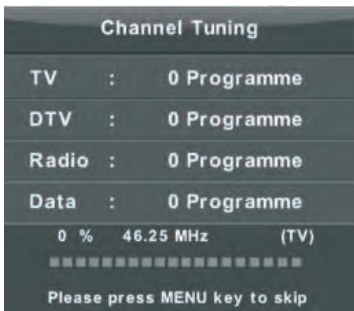 Channel Tuning
TV : 0 Programme
DTV : 0 Programme
Radio : 0 Programme
Data : 0 Programme
0 % 46.25 MHz (TV)
Please press MENU key to skip